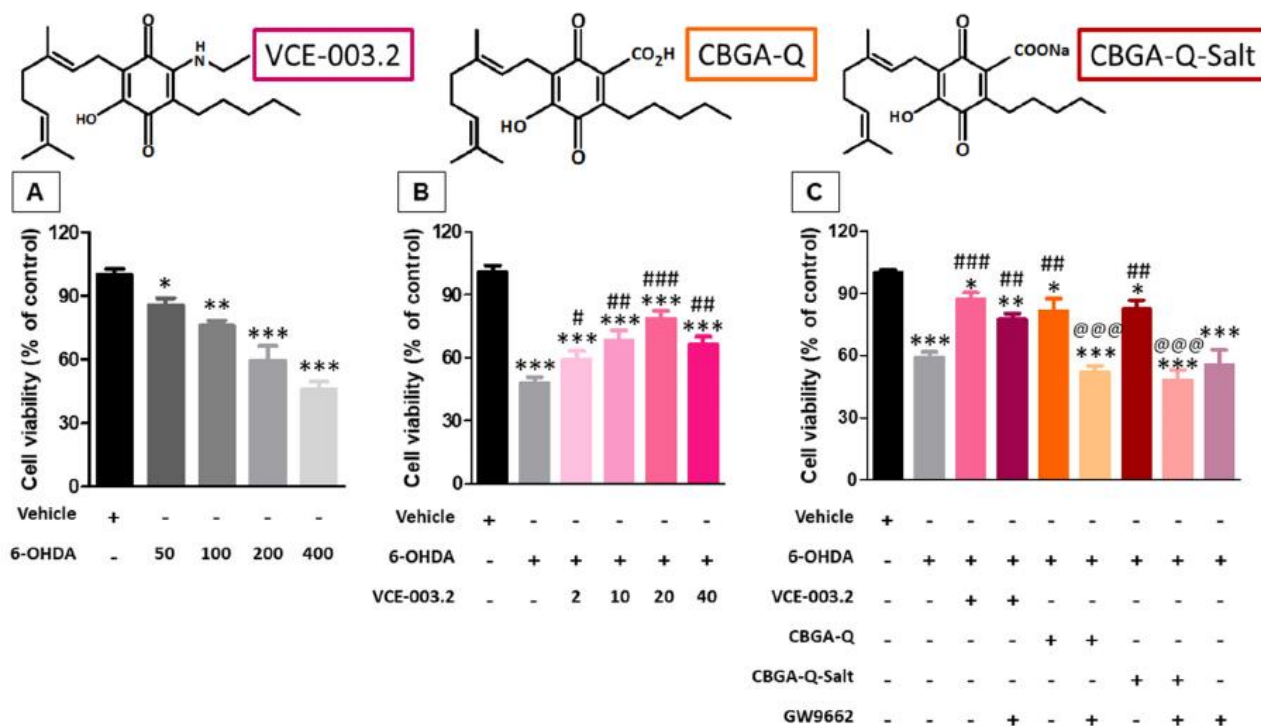 VCE-003.2 CBGA-Q CBGA-Q-Salt
O H N HO O
O CO₂H HO O
O COONa HO O
A B C
Cell viability (% of control)
120
90
60
30
0
* ** *** ***
Vehicle + - - - -
6-OHDA - 50 100 200 400
Cell viability (% of control)
120
90
60
30
0
*** # *** ## *** ### *** ## ***
Vehicle + - - - - -
6-OHDA - + + + + +
VCE-003.2 - - 2 10 20 40
Cell viability (% of control)
120
90
60
30
0
*** ### * ## ** ## * @@@ *** ## * @@@ *** ***
Vehicle + - - - - - - - -
6-OHDA - + + + + + + + +
VCE-003.2 - - + + - - - - -
CBGA-Q - - - - + + - - -
CBGA-Q-Salt - - - - - - + + -
GW9662 - - - + - + - + +